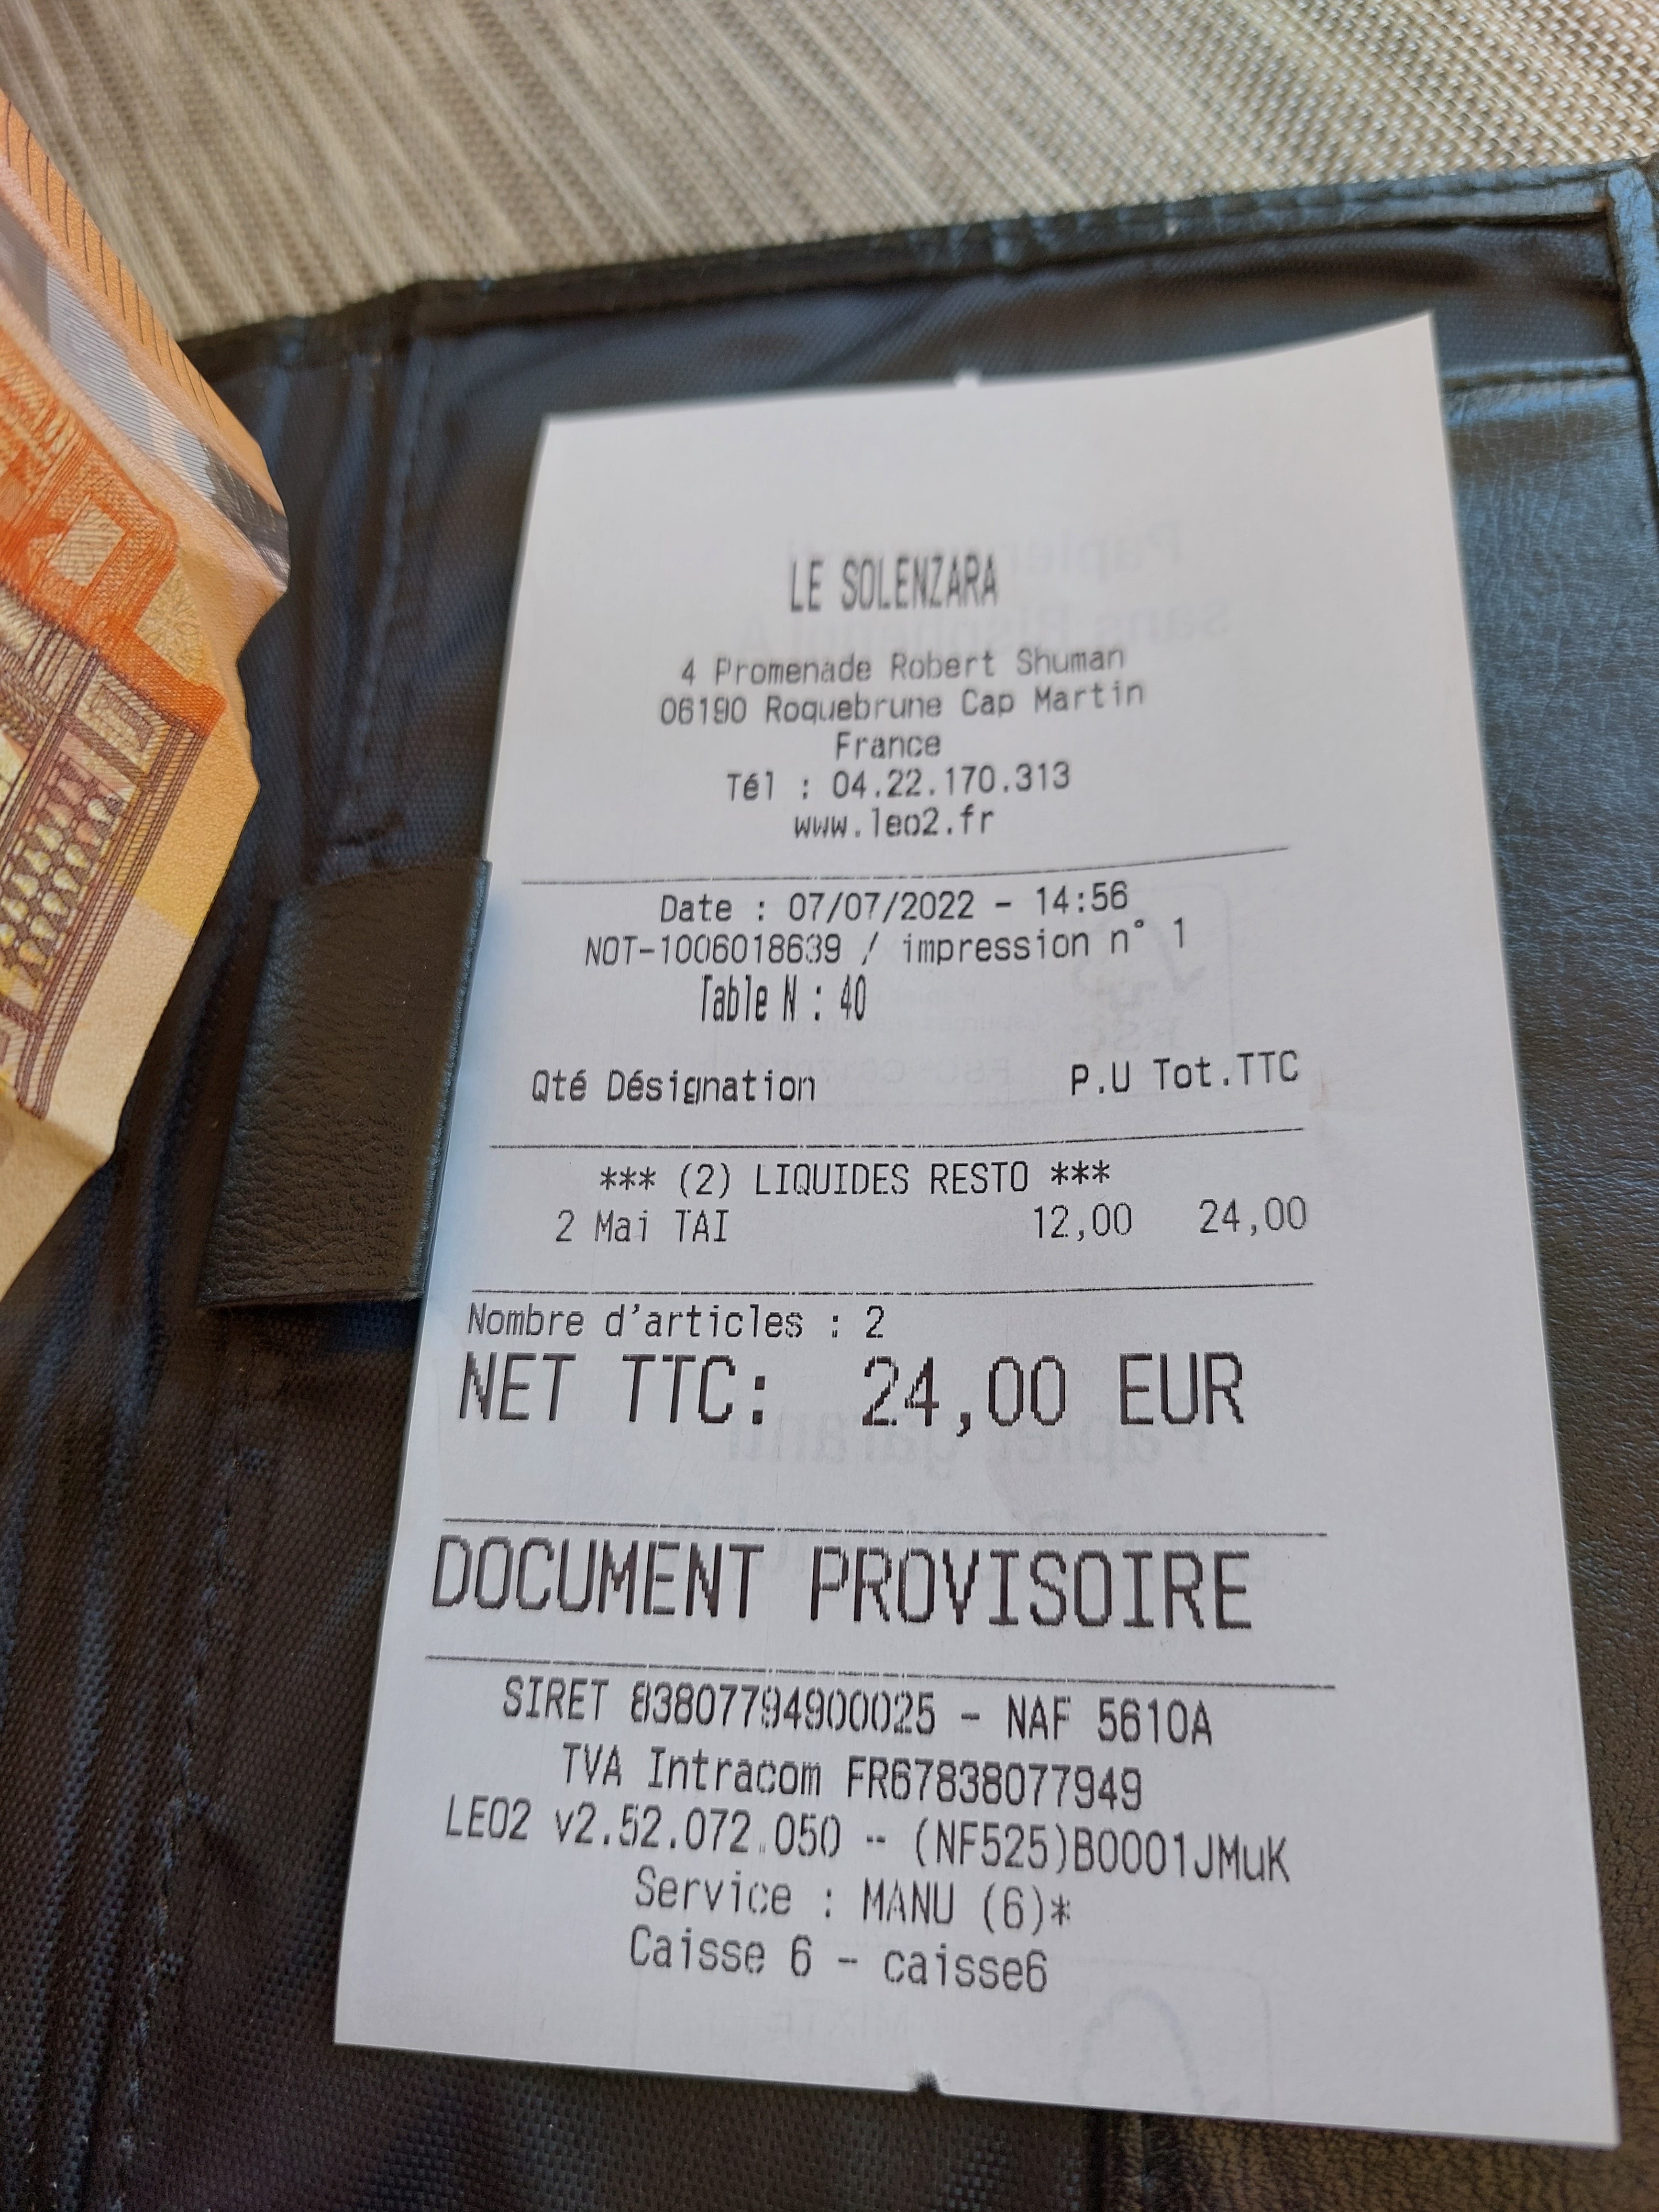 LE SOLENZARA
4 Promenade Robert Shuman
06190 Roquebrune Cap Martin
France
Tél : 04.22.170.313
www.leo2.fr
Date : 07/07/2022 - 14:56
NOT-1006018639 / impression n° 1
Table N : 40
Qté Désignation P.U Tot.TTC
*** (2) LIQUIDES RESTO ***
2 Mai TAI 12,00 24,00
Nombre d'articles : 2
NET TTC: 24,00 EUR
DOCUMENT PROVISOIRE
SIRET 83807794900025 - NAF 5610A
TVA Intracom FR67838077949
LEO2 v2.52.072.050 - (NF525)B0001JMuK
Service : MANU (6)*
Caisse 6 - caisse6